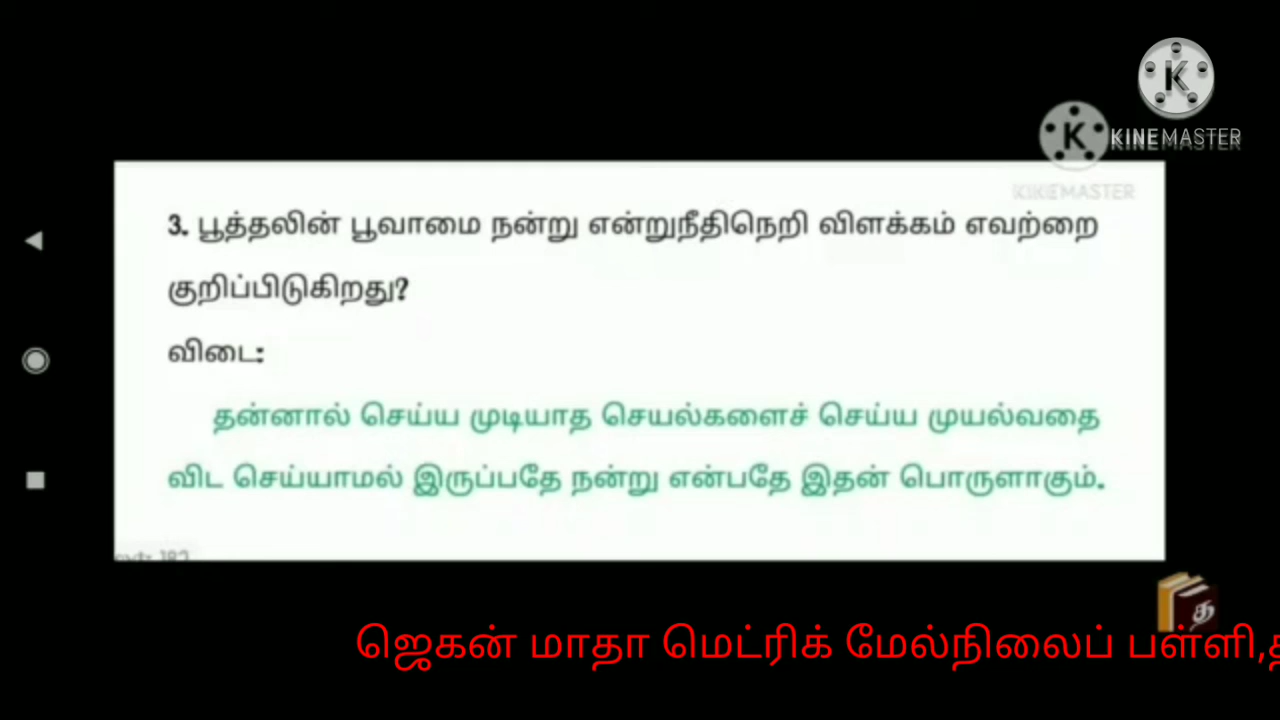 KINEMASTER
KINEMASTER
3. பூத்தலின் பூவாமை நன்று என்றுநீதிநெறி விளக்கம் எவற்றை
குறிப்பிடுகிறது?
விடை:
தன்னால் செய்ய முடியாத செயல்களைச் செய்ய முயல்வதை
விட செய்யாமல் இருப்பதே நன்று என்பதே இதன் பொருளாகும்.
த
ஜெகன் மாதா மெட்ரிக் மேல்நிலைப் பள்ளி,